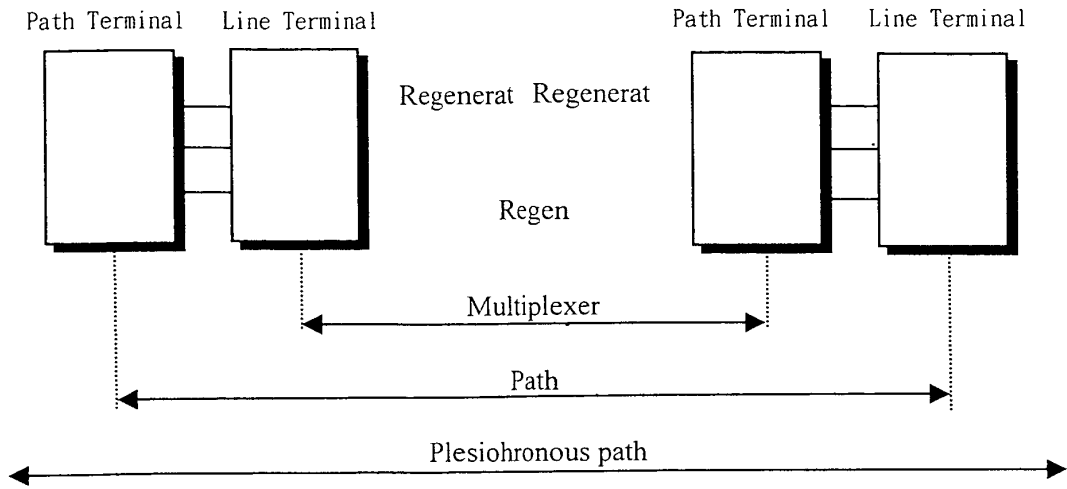 Path Terminal Line Terminal Path Terminal Line Terminal
Regenerat Regenerat
Regen
Multiplexer
Path
Plesiohronous path